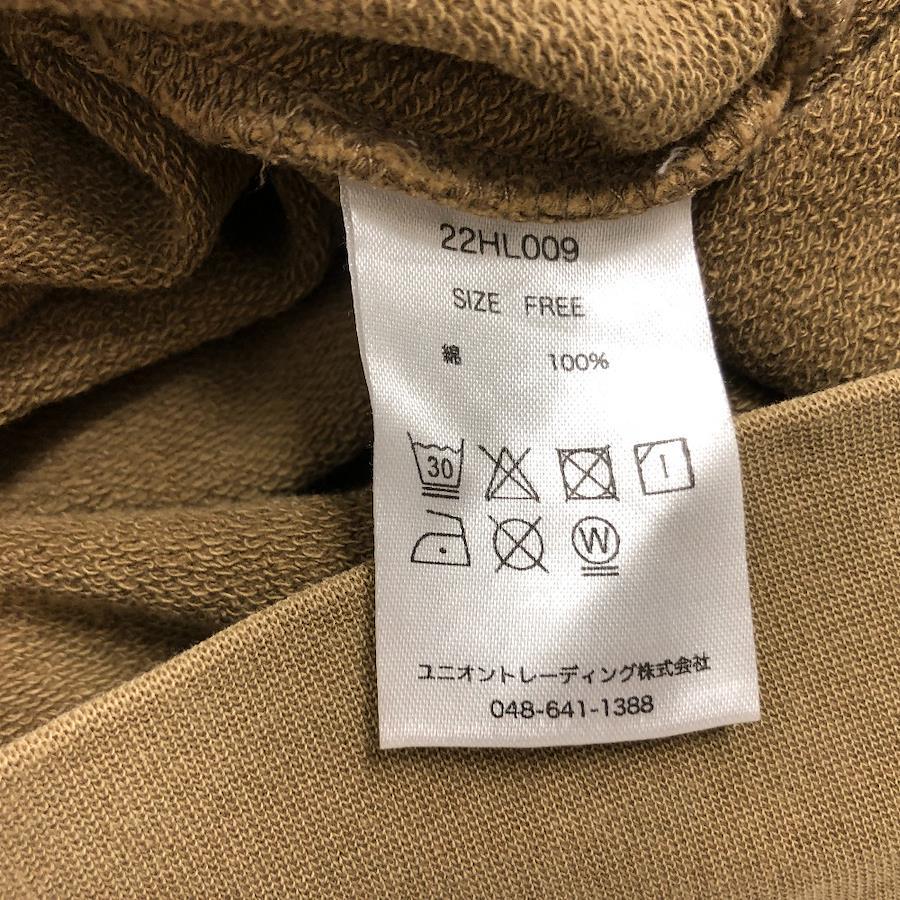 22HL009
SIZE FREE
綿 100%
30
W
ユニオントレーディング株式会社
048-641-1388